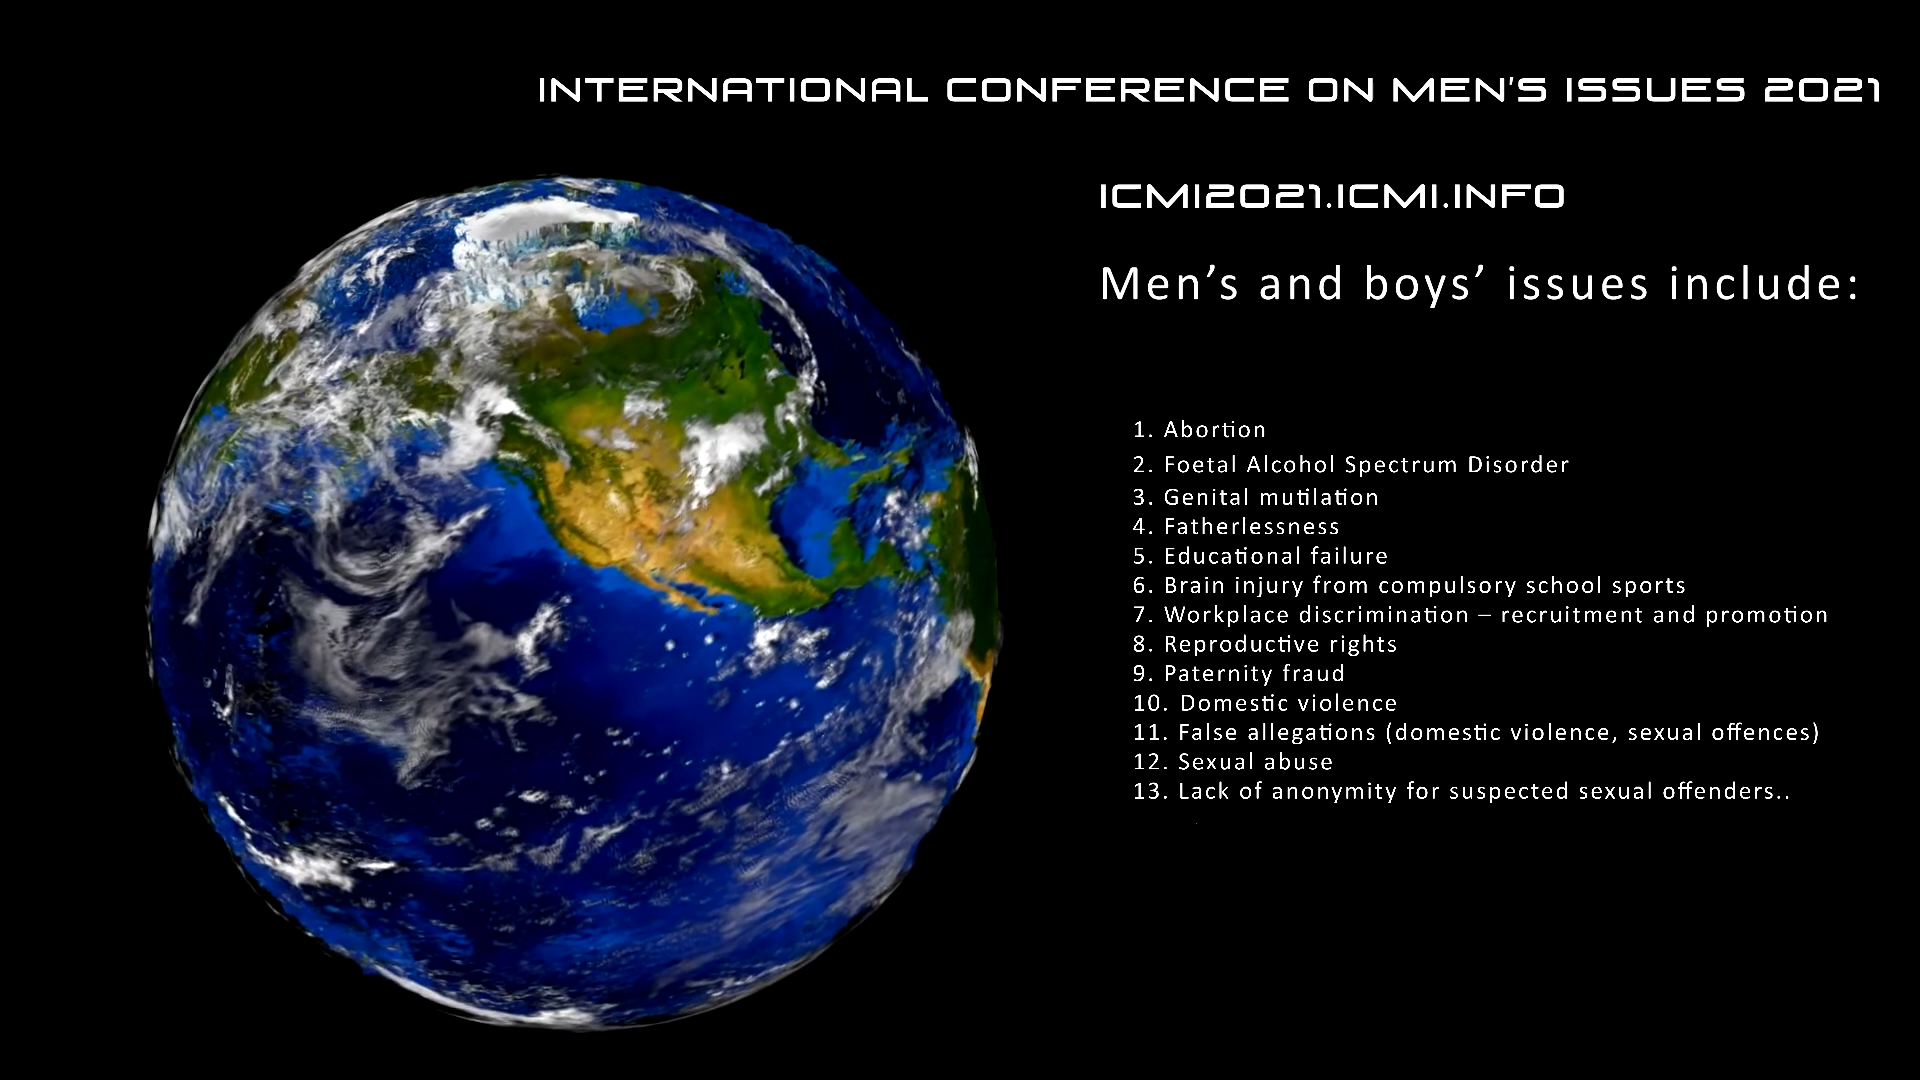 INTERNATIONAL CONFERENCE ON MEN'S ISSUES 2021
ICMI2021.ICMI.INFO
Men’s and boys’ issues include:
1. Abortion
2. Foetal Alcohol Spectrum Disorder
3. Genital mutilation
4. Fatherlessness
5. Educational failure
6. Brain injury from compulsory school sports
7. Workplace discrimination – recruitment and promotion
8. Reproductive rights
9. Paternity fraud
10. Domestic violence
11. False allegations (domestic violence, sexual offences)
12. Sexual abuse
13. Lack of anonymity for suspected sexual offenders..